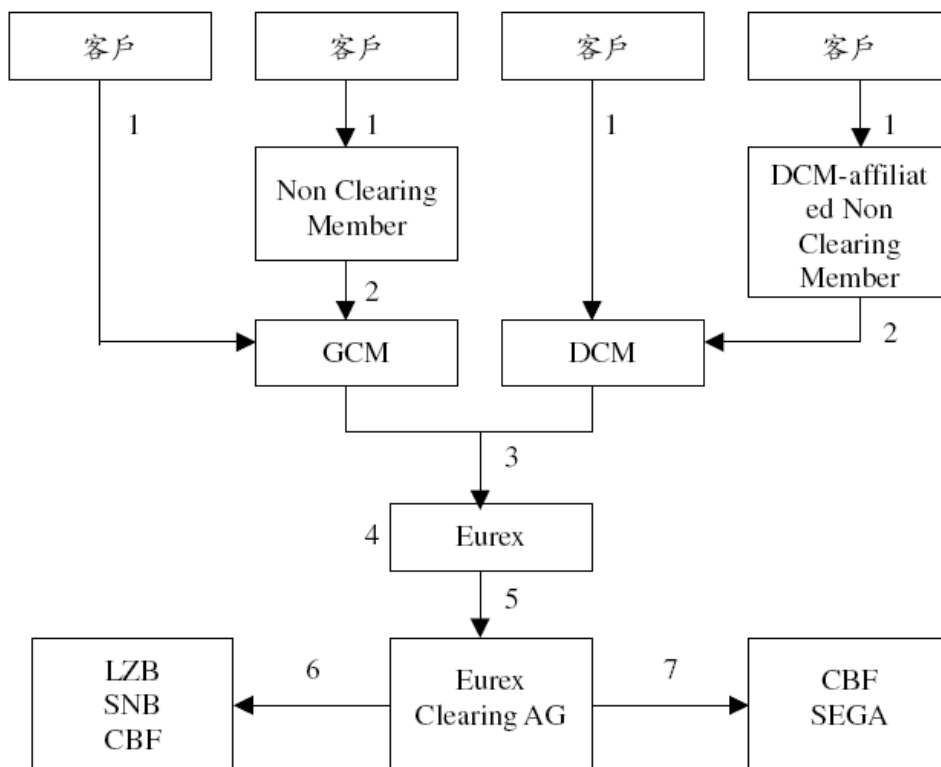 客戶
客戶
客戶
客戶
1
1
1
1
Non Clearing
Member
DCM-affiliat
ed Non
Clearing
Member
2
2
GCM
DCM
3
4
Eurex
5
LZB
SNB
CBF
6
Eurex
Clearing AG
7
CBF
SEGA